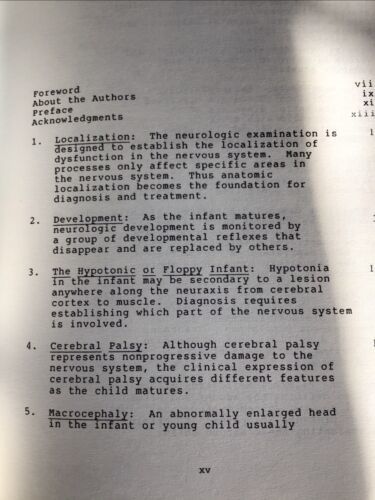 Foreword vii
About the Authors ix
Preface xi
Acknowledgments xiii
1. Localization: The neurologic examination is 1
designed to establish the localization of
dysfunction in the nervous system. Many
processes only affect specific areas in
the nervous system. Thus anatomic
localization becomes the foundation for
diagnosis and treatment.
2. Development: As the infant matures,
neurologic development is monitored by
a group of developmental reflexes that
disappear and are replaced by others.
3. The Hypotonic or Floppy Infant: Hypotonia
in the infant may be secondary to a lesion
anywhere along the neuraxis from cerebral
cortex to muscle. Diagnosis requires
establishing which part of the nervous system
is involved.
4. Cerebral Palsy: Although cerebral palsy
represents nonprogressive damage to the
nervous system, the clinical expression of
cerebral palsy acquires different features
as the child matures.
5. Macrocephaly: An abnormally enlarged head
in the infant or young child usually
xv